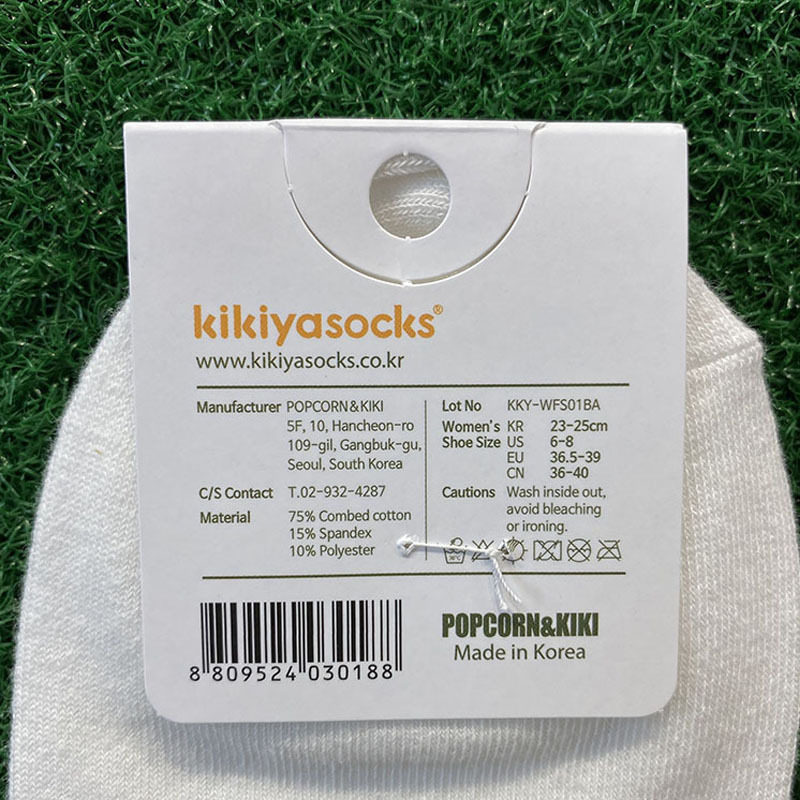 kikiyasocks®
www.kikiyasocks.co.kr
Manufacturer POPCORN&KIKI
5F, 10, Hancheon-ro
109-gil, Gangbuk-gu,
Seoul, South Korea
C/S Contact T.02-932-4287
Material 75% Combed cotton
15% Spandex
10% Polyester
Lot No KKY-WFS01BA
Women's KR 23-25cm
Shoe Size US 6-8
EU 36.5-39
CN 36-40
Cautions Wash inside out,
avoid bleaching
or ironing.
8 809524 030188
POPCORN&KIKI
Made in Korea